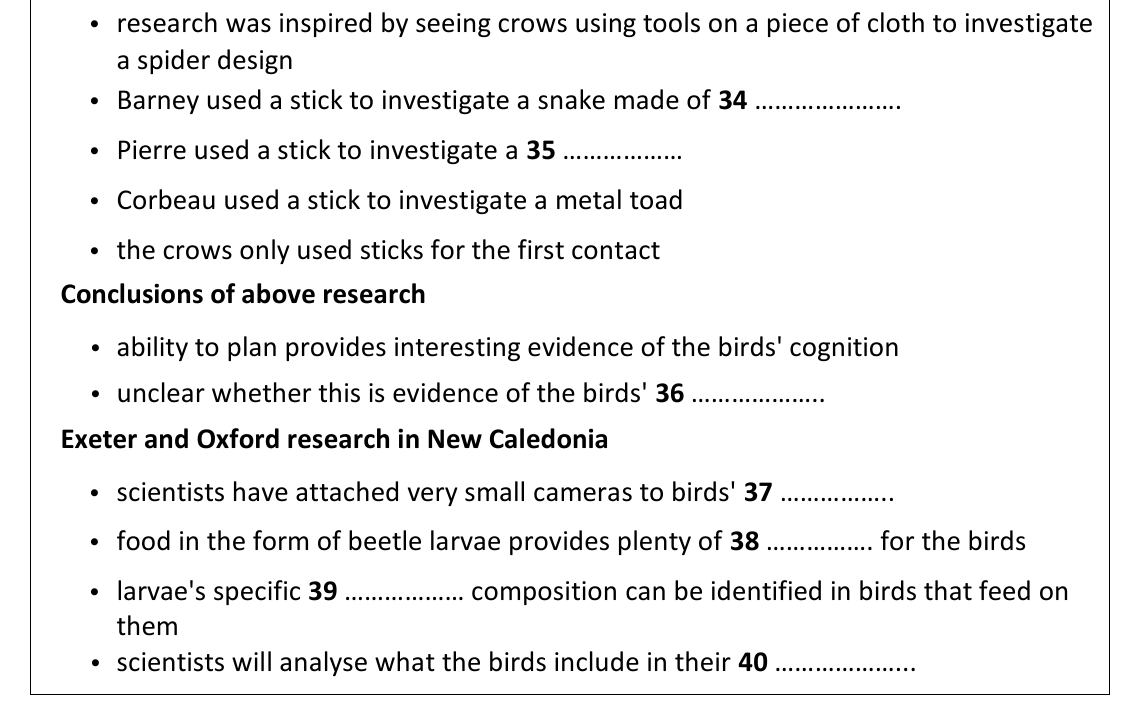 • research was inspired by seeing crows using tools on a piece of cloth to investigate
a spider design
• Barney used a stick to investigate a snake made of 34 ………………….
• Pierre used a stick to investigate a 35 ………………
• Corbeau used a stick to investigate a metal toad
• the crows only used sticks for the first contact
Conclusions of above research
• ability to plan provides interesting evidence of the birds' cognition
• unclear whether this is evidence of the birds' 36 ………………..
Exeter and Oxford research in New Caledonia
• scientists have attached very small cameras to birds' 37 ……………..
• food in the form of beetle larvae provides plenty of 38 ……………. for the birds
• larvae's specific 39 ……………… composition can be identified in birds that feed on
them
• scientists will analyse what the birds include in their 40 …………………